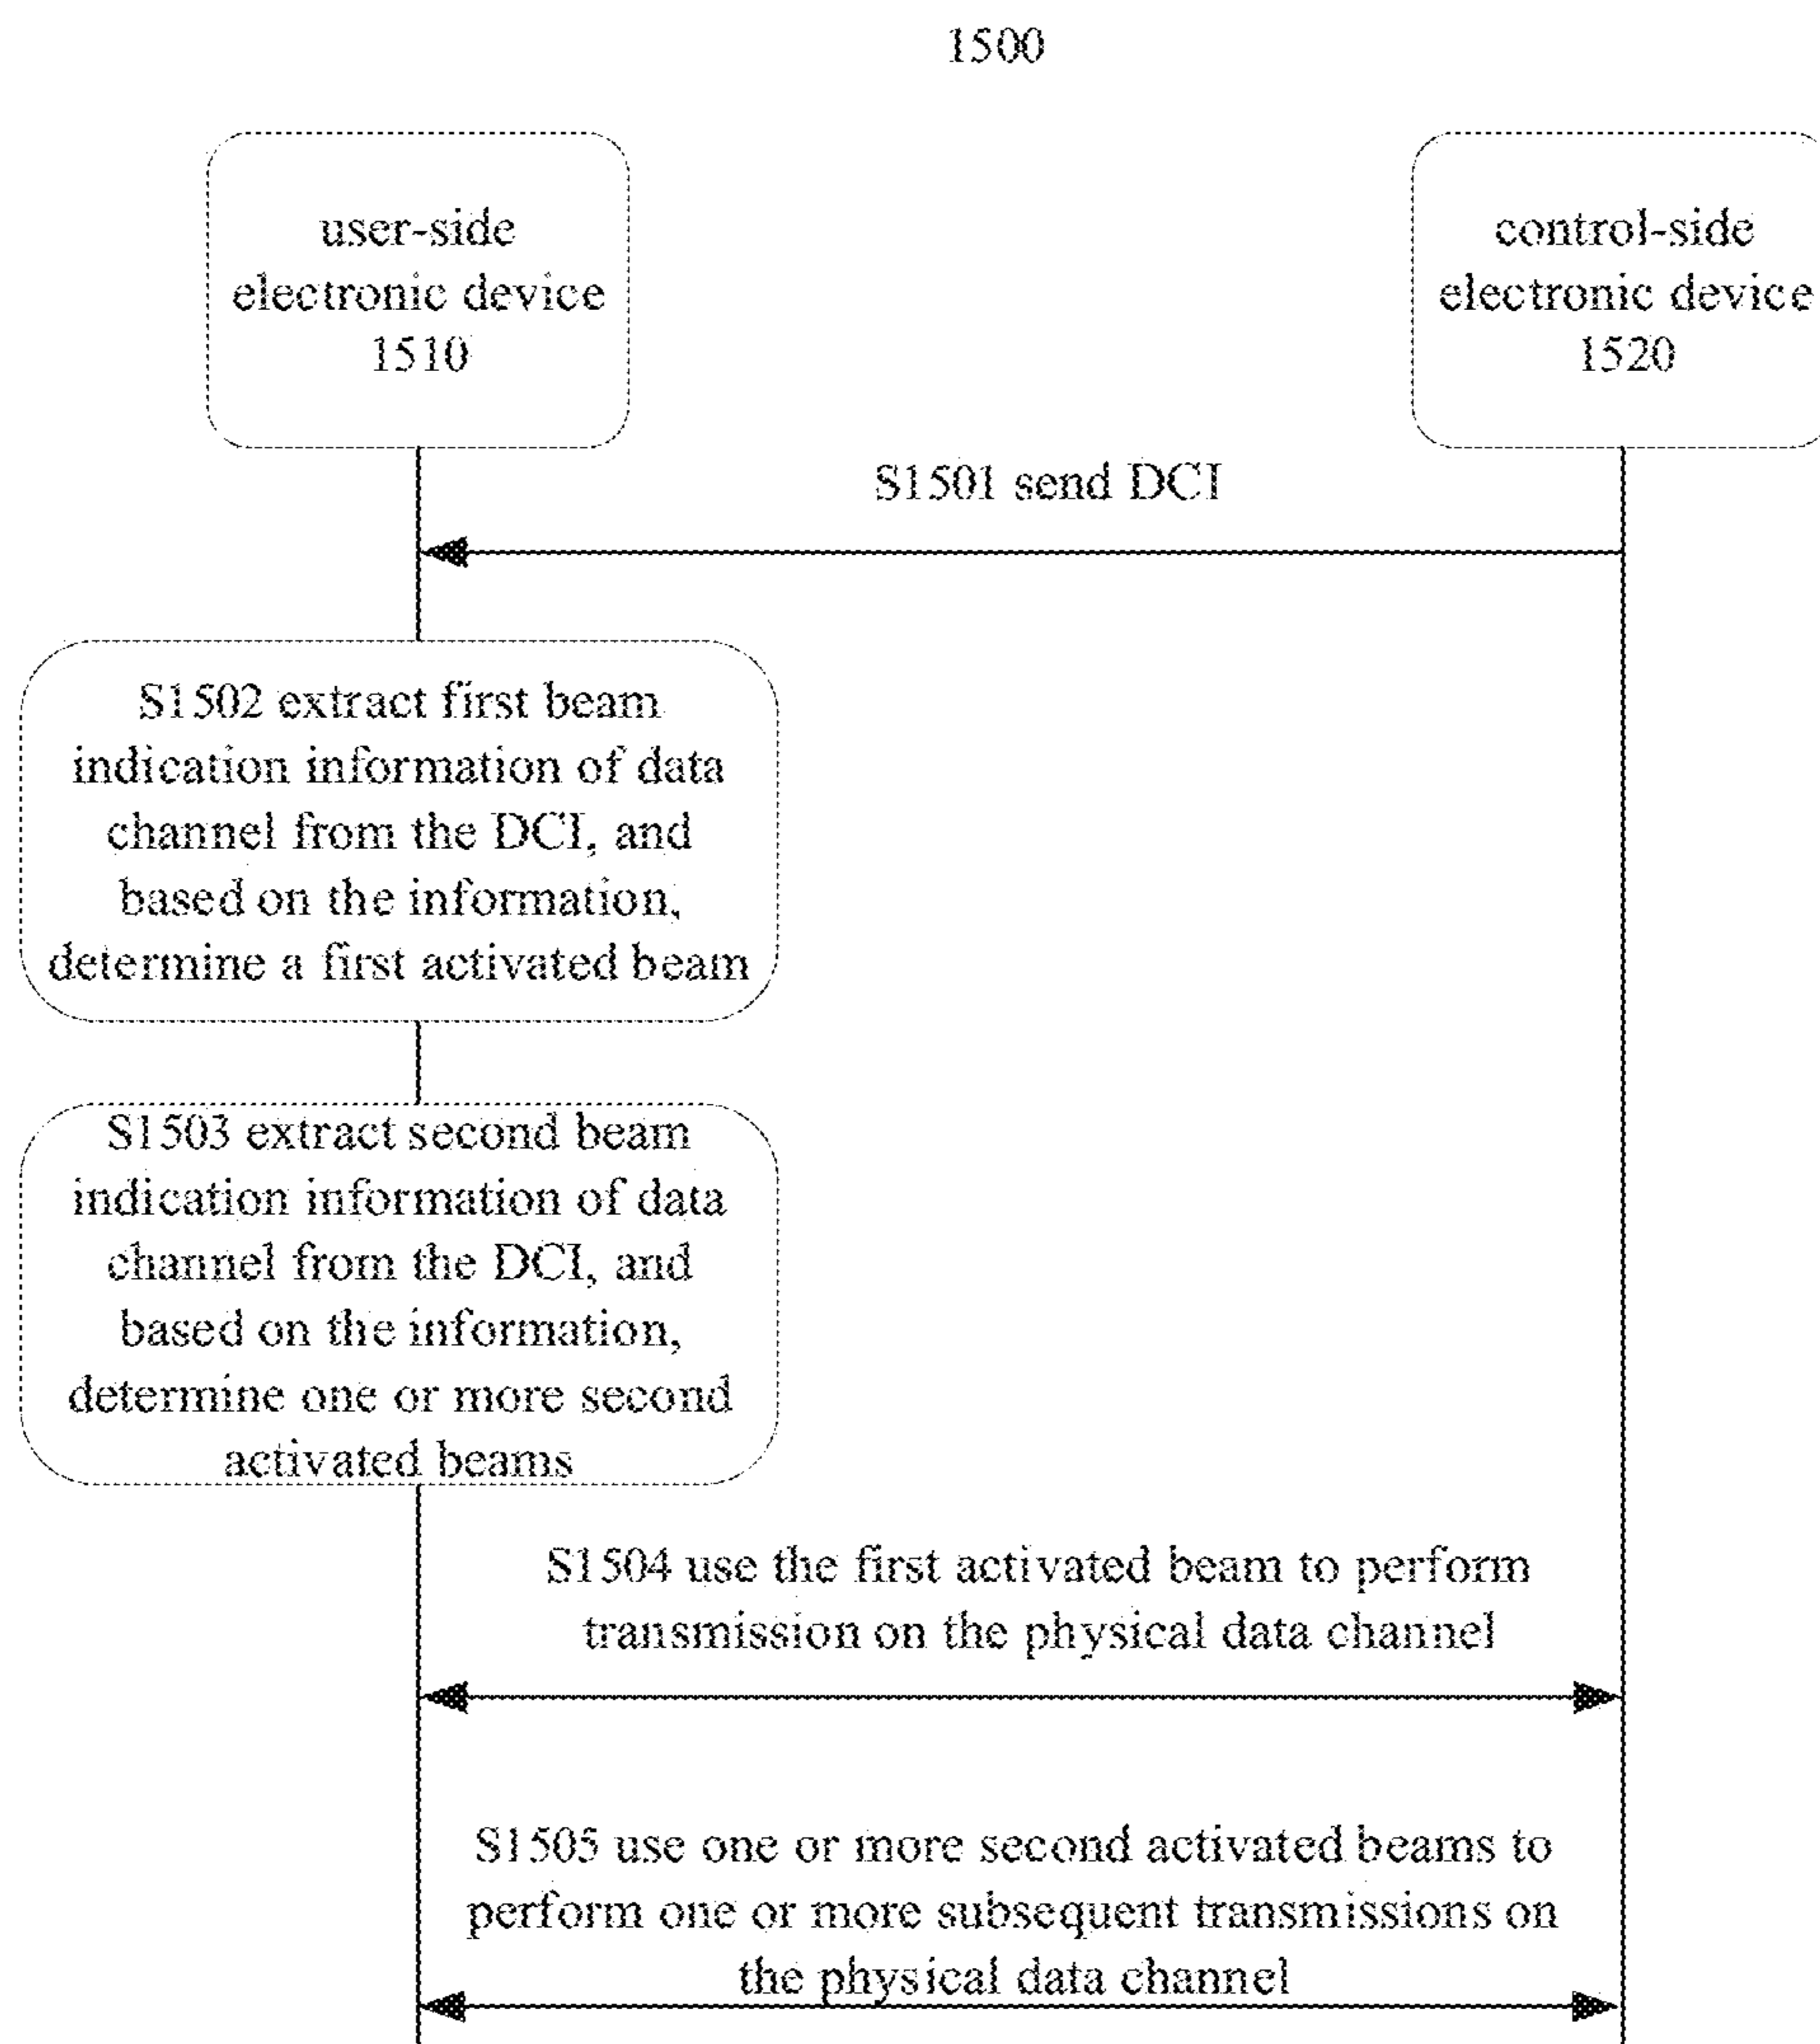 1500
user-side
electronic device
1510
control-side
electronic device
1520
S1501 send DCI
S1502 extract first beam
indication information of data
channel from the DCI, and
based on the information,
determine a first activated beam
S1503 extract second beam
indication information of data
channel from the DCI, and
based on the information,
determine one or more second
activated beams
S1504 use the first activated beam to perform
transmission on the physical data channel
S1505 use one or more second activated beams to
perform one or more subsequent transmissions on
the physical data channel